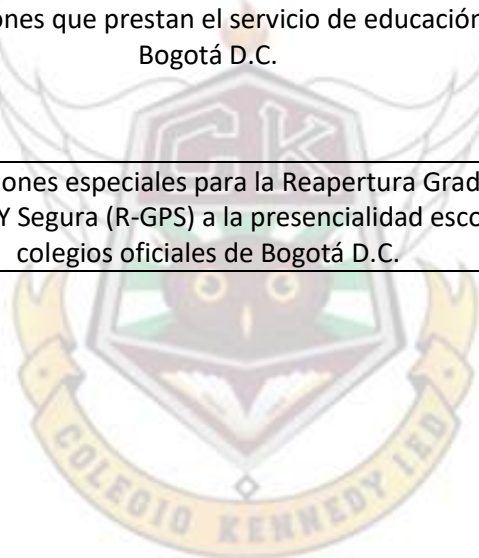 ones que prestan el servicio de educación
Bogotá D.C.
iones especiales para la Reapertura Grad
Y Segura (R-GPS) a la presencialidad esco
colegios oficiales de Bogotá D.C.
CK
COLEGIO KENNEDY IED